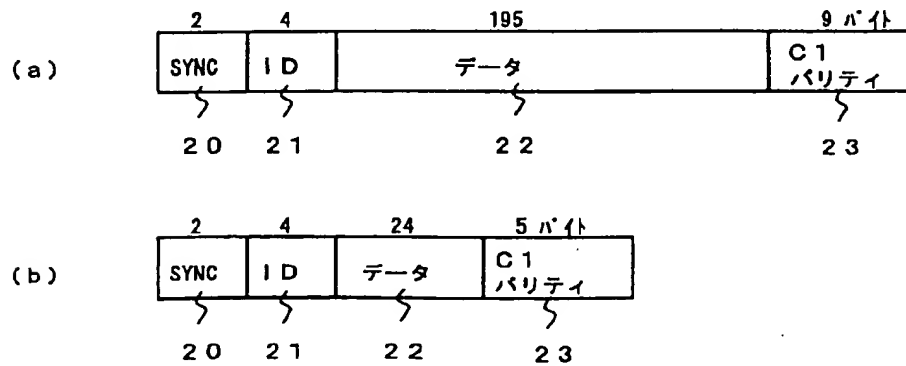 2 4 195 9 バイト
(a) SYNC ID データ C1
パリティ
20 21 22 23
2 4 24 5 バイト
(b) SYNC ID データ C1
パリティ
20 21 22 23